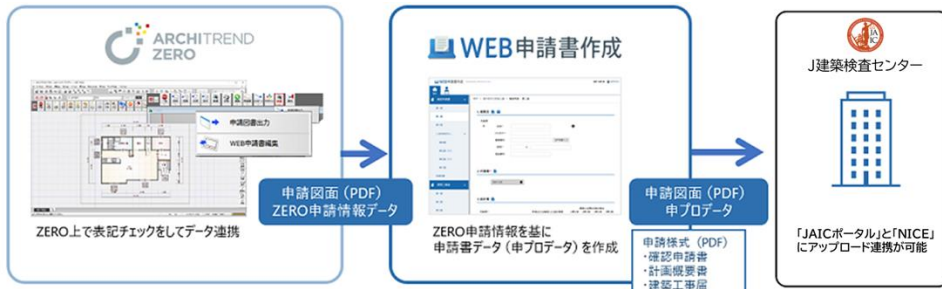 ARCHITREND
ZERO
申請図書出力
WEB申請書編集
ZERO上で表記チェックをしてデータ連携
申請図面（PDF）
ZERO申請情報データ
WEB申請書作成
ZERO申請情報を基に
申請書データ（申プロデータ）を作成
申請図面（PDF）
申プロデータ
申請様式（PDF）
・確認申請書
・計画概要書
・建築工事届
JAIC
J建築検査センター
「JAICポータル」と「NICE」
にアップロード連携が可能